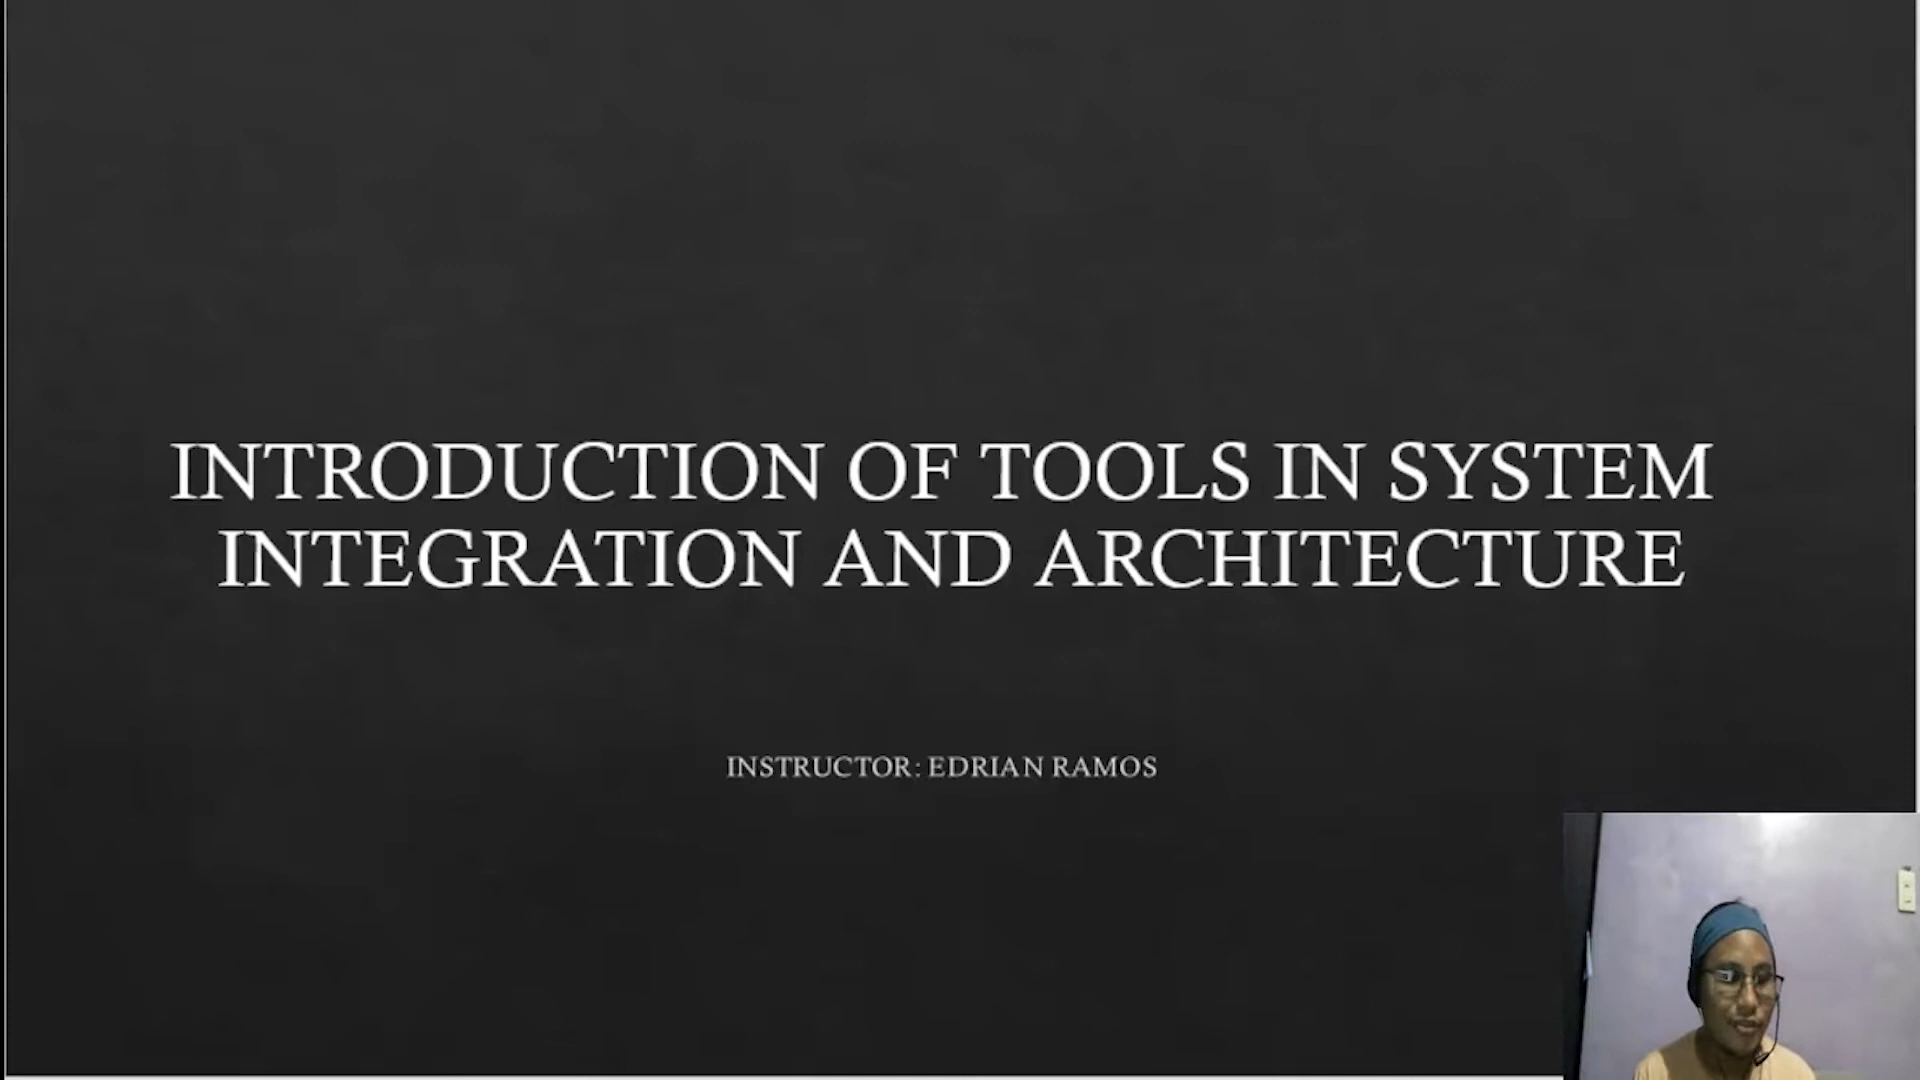 INTRODUCTION OF TOOLS IN SYSTEM
INTEGRATION AND ARCHITECTURE
INSTRUCTOR: EDRIAN RAMOS